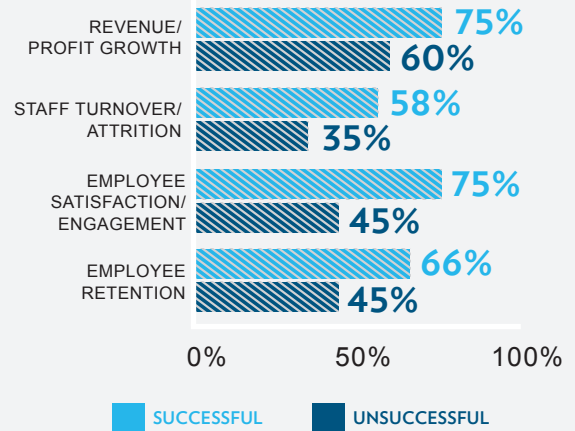 REVENUE/
PROFIT GROWTH
75%
60%
STAFF TURNOVER/
ATTRITION
58%
35%
EMPLOYEE
SATISFACTION/
ENGAGEMENT
75%
45%
EMPLOYEE
RETENTION
66%
45%
0% 50% 100%
SUCCESSFUL UNSUCCESSFUL